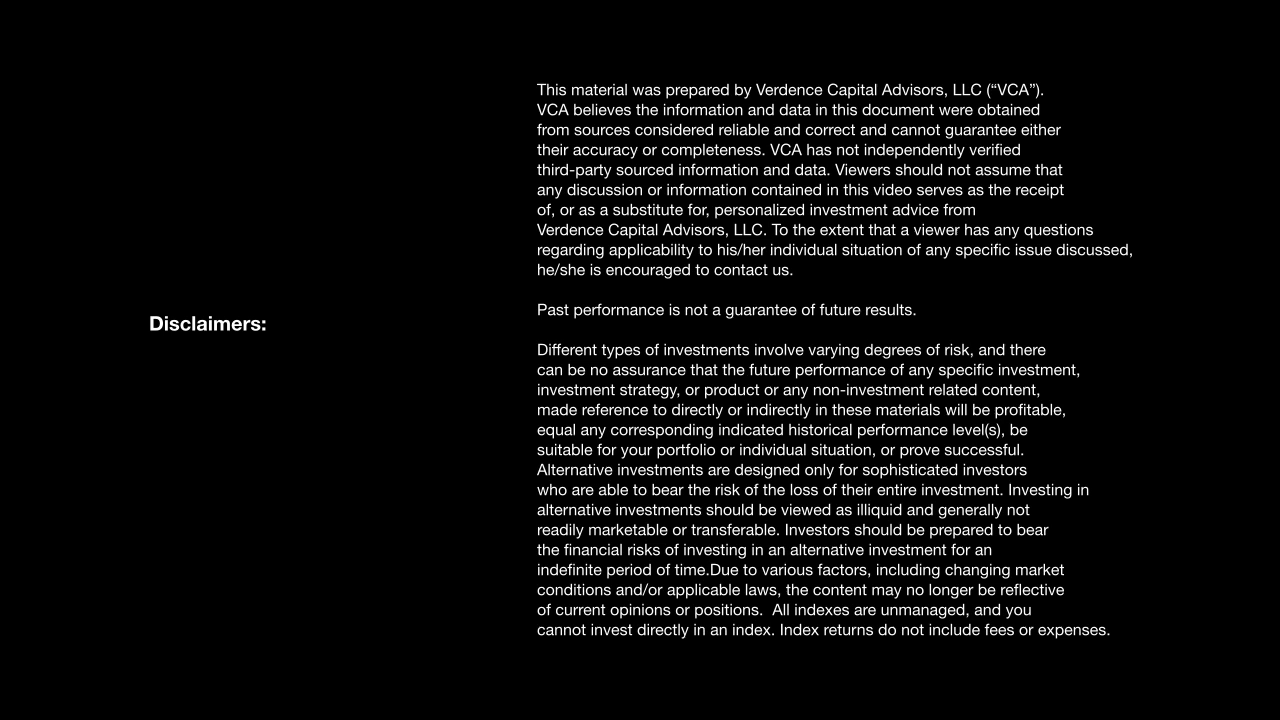 Disclaimers:
This material was prepared by Verdence Capital Advisors, LLC (“VCA”).
VCA believes the information and data in this document were obtained
from sources considered reliable and correct and cannot guarantee either
their accuracy or completeness. VCA has not independently verified
third-party sourced information and data. Viewers should not assume that
any discussion or information contained in this video serves as the receipt
of, or as a substitute for, personalized investment advice from
Verdence Capital Advisors, LLC. To the extent that a viewer has any questions
regarding applicability to his/her individual situation of any specific issue discussed,
he/she is encouraged to contact us.
Past performance is not a guarantee of future results.
Different types of investments involve varying degrees of risk, and there
can be no assurance that the future performance of any specific investment,
investment strategy, or product or any non-investment related content,
made reference to directly or indirectly in these materials will be profitable,
equal any corresponding indicated historical performance level(s), be
suitable for your portfolio or individual situation, or prove successful.
Alternative investments are designed only for sophisticated investors
who are able to bear the risk of the loss of their entire investment. Investing in
alternative investments should be viewed as illiquid and generally not
readily marketable or transferable. Investors should be prepared to bear
the financial risks of investing in an alternative investment for an
indefinite period of time.Due to various factors, including changing market
conditions and/or applicable laws, the content may no longer be reflective
of current opinions or positions.  All indexes are unmanaged, and you
cannot invest directly in an index. Index returns do not include fees or expenses.